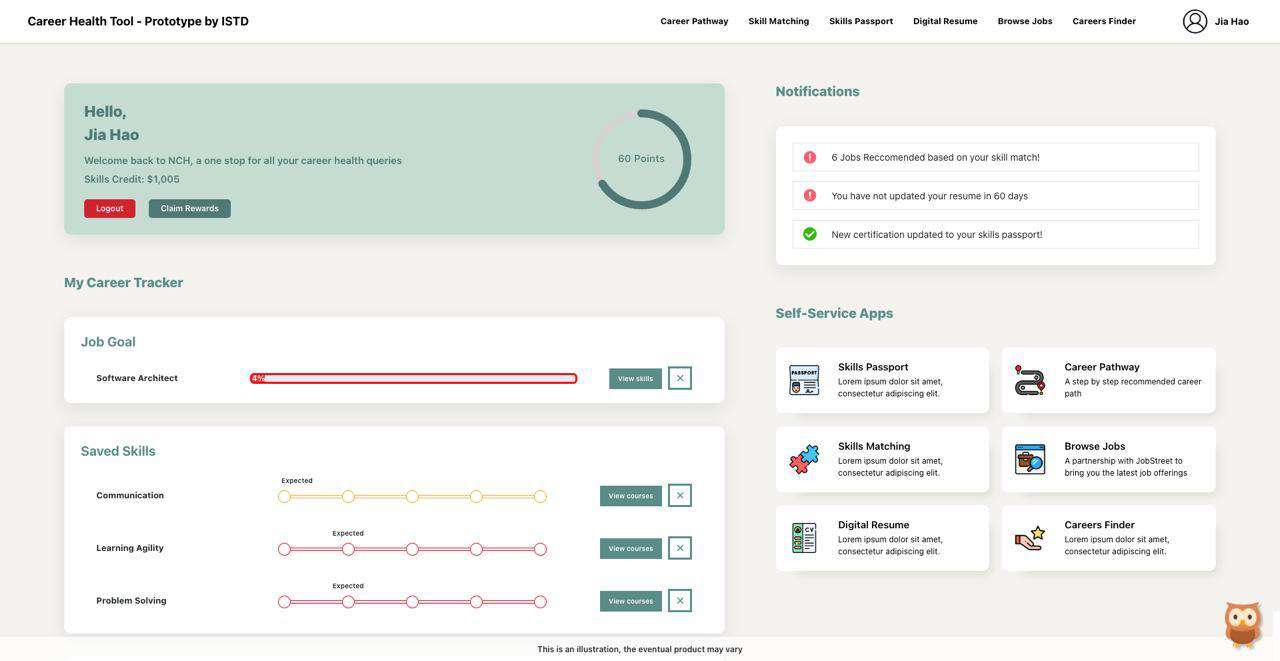 Career Health Tool - Prototype by ISTD
Career Pathway
Skill Matching
Skills Passport
Digital Resume
Browse Jobs
Careers Finder
Jia Hao
Hello,
Jia Hao
Welcome back to NCH, a one stop for all your career health queries
Skills Credit: $1,005
Logout
Claim Rewards
60 Points
My Career Tracker
Job Goal
Software Architect
4%
View skills
Saved Skills
Expected
Communication
View courses
Expected
Learning Agility
View courses
Expected
Problem Solving
View courses
Notifications
6 Jobs Reccomended based on your skill match!
You have not updated your resume in 60 days
New certification updated to your skills passport!
Self-Service Apps
PASSPORT
Skills Passport
Lorem ipsum dolor sit amet,
consectetur adipiscing elit.
Career Pathway
A step by step recommended career
path
Skills Matching
Lorem ipsum dolor sit amet,
consectetur adipiscing elit.
Browse Jobs
A partnership with JobStreet to
bring you the latest job offerings
CV
Digital Resume
Lorem ipsum dolor sit amet,
consectetur adipiscing elit.
Careers Finder
Lorem ipsum dolor sit amet,
consectetur adipiscing elit.
This is an illustration, the eventual product may vary